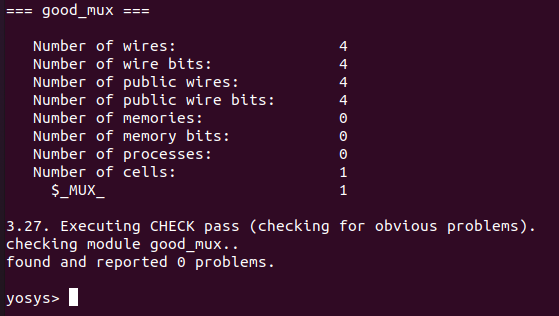 === good_mux ===
Number of wires: 4
Number of wire bits: 4
Number of public wires: 4
Number of public wire bits: 4
Number of memories: 0
Number of memory bits: 0
Number of processes: 0
Number of cells: 1
$_MUX_ 1
3.27. Executing CHECK pass (checking for obvious problems).
checking module good_mux..
found and reported 0 problems.
yosys>